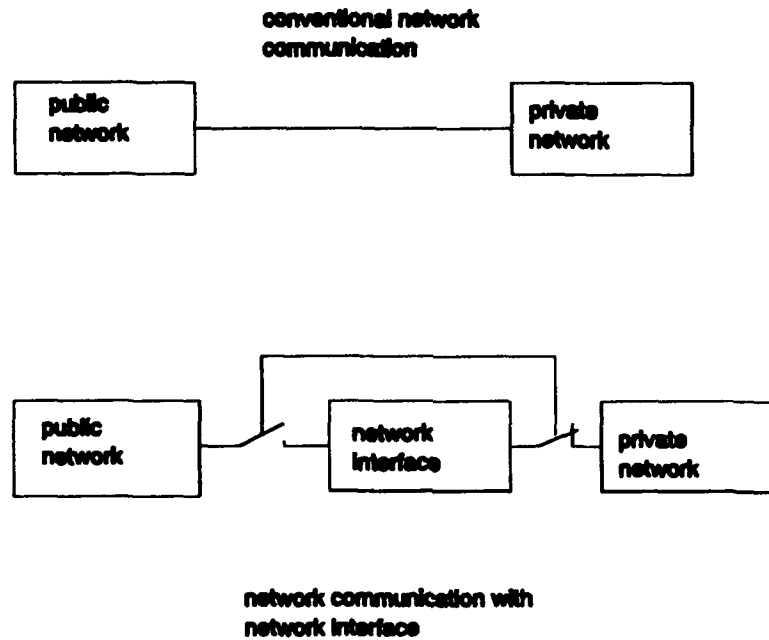 conventional network
communication
public
network
private
network
public
network
network
interface
private
network
network communication with
network interface